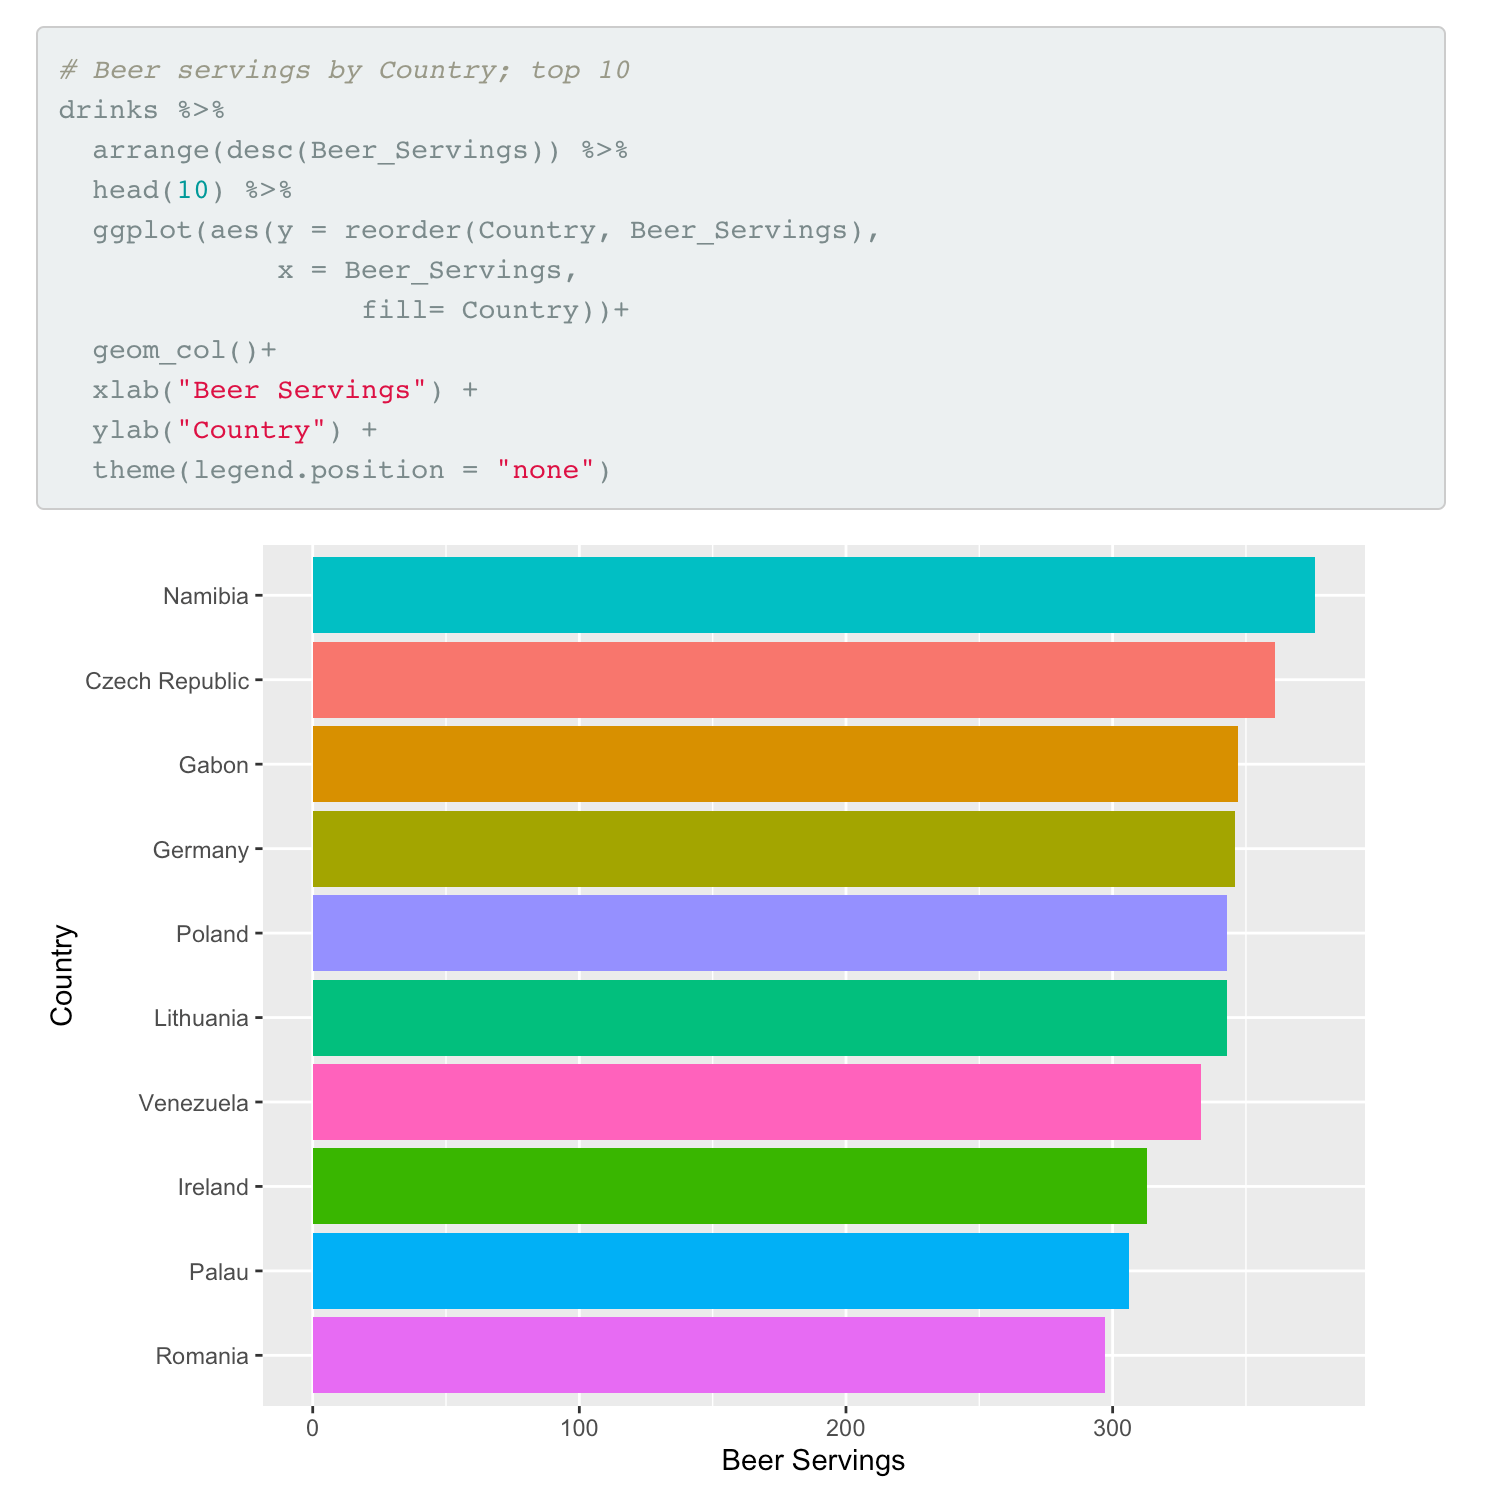 # Beer servings by Country; top 10
drinks %>%
  arrange(desc(Beer_Servings)) %>%
  head(10) %>%
  ggplot(aes(y = reorder(Country, Beer_Servings),
             x = Beer_Servings,
                  fill= Country))+
  geom_col()+
  xlab("Beer Servings") +
  ylab("Country") +
  theme(legend.position = "none")
Country
Namibia
Czech Republic
Gabon
Germany
Poland
Lithuania
Venezuela
Ireland
Palau
Romania
0 100 200 300
Beer Servings